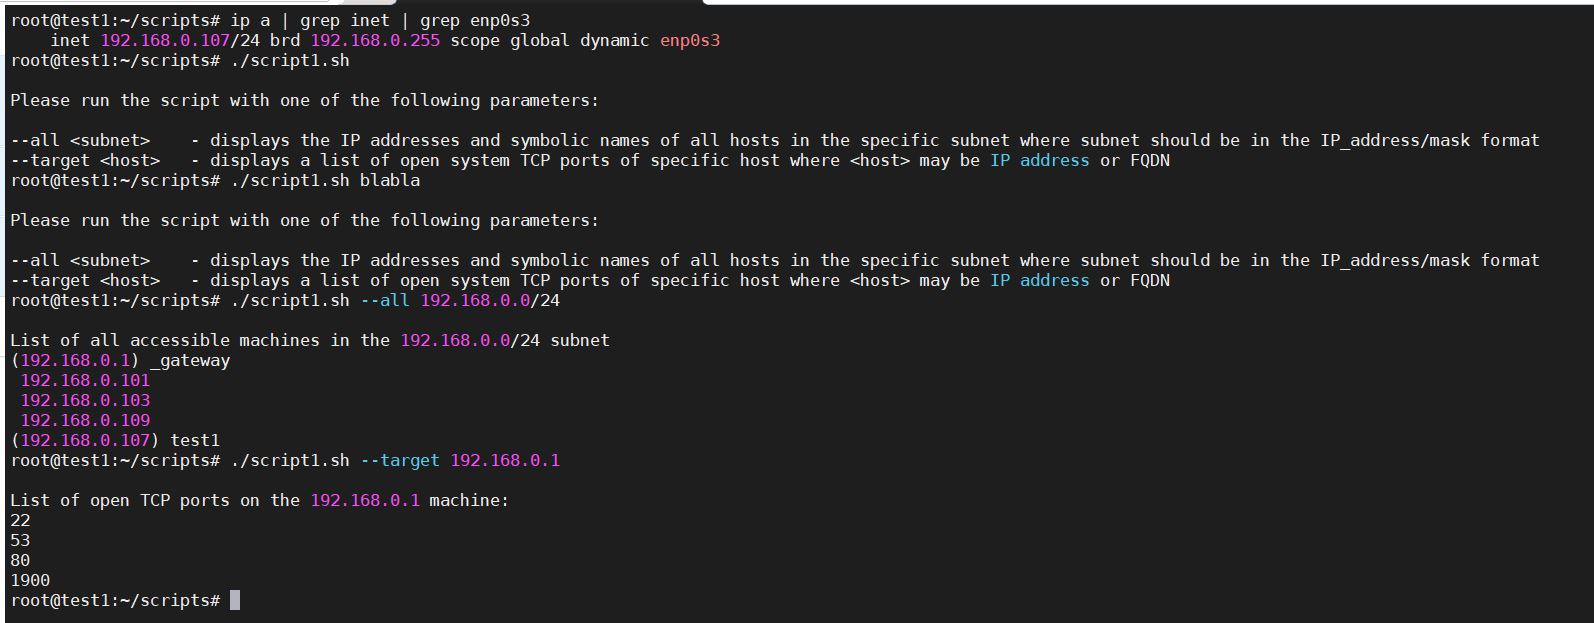 root@test1:~/scripts# ip a | grep inet | grep enp0s3
    inet 192.168.0.107/24 brd 192.168.0.255 scope global dynamic enp0s3
root@test1:~/scripts# ./script1.sh

Please run the script with one of the following parameters:

--all <subnet>    - displays the IP addresses and symbolic names of all hosts in the specific subnet where subnet should be in the IP_address/mask format
--target <host>   - displays a list of open system TCP ports of specific host where <host> may be IP address or FQDN
root@test1:~/scripts# ./script1.sh blabla

Please run the script with one of the following parameters:

--all <subnet>    - displays the IP addresses and symbolic names of all hosts in the specific subnet where subnet should be in the IP_address/mask format
--target <host>   - displays a list of open system TCP ports of specific host where <host> may be IP address or FQDN
root@test1:~/scripts# ./script1.sh --all 192.168.0.0/24

List of all accessible machines in the 192.168.0.0/24 subnet
(192.168.0.1) _gateway
 192.168.0.101
 192.168.0.103
 192.168.0.109
(192.168.0.107) test1
root@test1:~/scripts# ./script1.sh --target 192.168.0.1

List of open TCP ports on the 192.168.0.1 machine:
22
53
80
1900
root@test1:~/scripts#